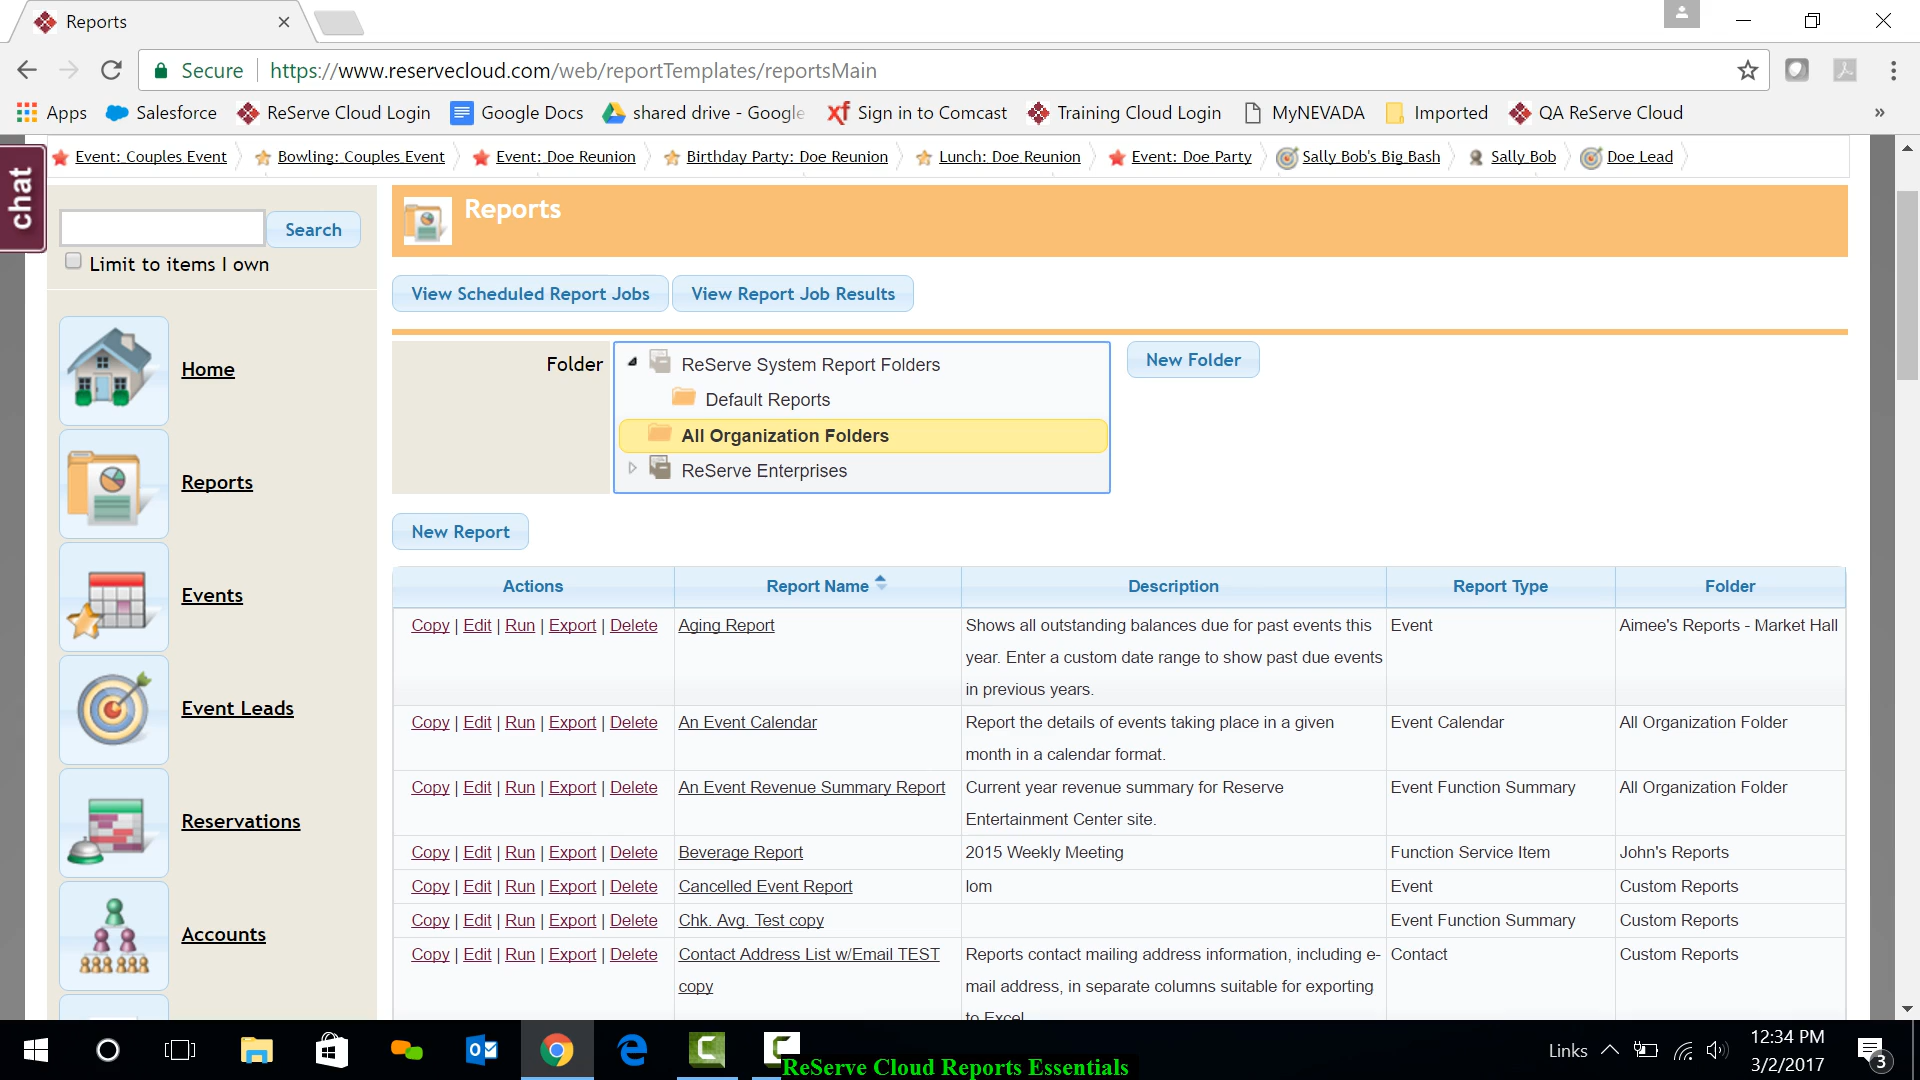 Reports
Secure https://www.reservecloud.com/web/reportTemplates/reportsMain
Apps Salesforce ReServe Cloud Login Google Docs shared drive - Google Sign in to Comcast Training Cloud Login MyNEVADA Imported QA ReServe Cloud »
chat
Event: Couples Event Bowling: Couples Event Event: Doe Reunion Birthday Party: Doe Reunion Lunch: Doe Reunion Event: Doe Party Sally Bob's Big Bash Sally Bob Doe Lead
Search
Limit to items I own
Home
Reports
Events
Event Leads
Reservations
Accounts
Reports
View Scheduled Report Jobs View Report Job Results
Folder
ReServe System Report Folders
Default Reports
All Organization Folders
ReServe Enterprises
New Folder
New Report
Actions Report Name Description Report Type Folder
Copy | Edit | Run | Export | Delete Aging Report Shows all outstanding balances due for past events this Event Aimee's Reports - Market Hall
year. Enter a custom date range to show past due events
in previous years.
Copy | Edit | Run | Export | Delete An Event Calendar Report the details of events taking place in a given Event Calendar All Organization Folder
month in a calendar format.
Copy | Edit | Run | Export | Delete An Event Revenue Summary Report Current year revenue summary for Reserve Event Function Summary All Organization Folder
Entertainment Center site.
Copy | Edit | Run | Export | Delete Beverage Report 2015 Weekly Meeting Function Service Item John's Reports
Copy | Edit | Run | Export | Delete Cancelled Event Report lom Event Custom Reports
Copy | Edit | Run | Export | Delete Chk. Avg. Test copy Event Function Summary Custom Reports
Copy | Edit | Run | Export | Delete Contact Address List w/Email TEST Reports contact mailing address information, including e- Contact Custom Reports
copy mail address, in separate columns suitable for exporting
to Excel
Links 12:34 PM
3/2/2017
3
ReServe Cloud Reports Essentials